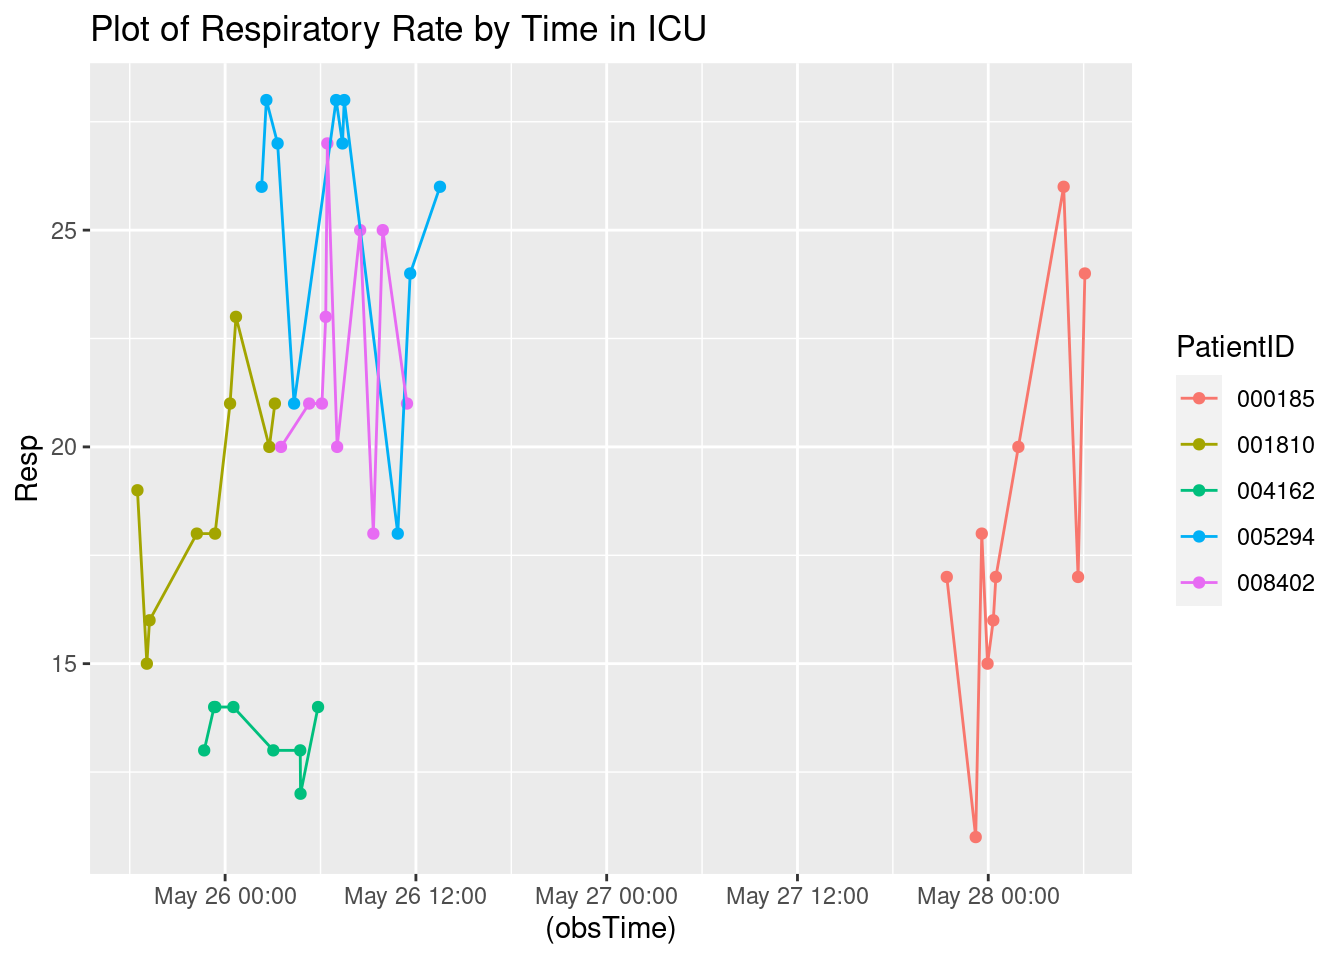 Plot of Respiratory Rate by Time in ICU
Resp
25
20
15
May 26 00:00
May 26 12:00
May 27 00:00
May 27 12:00
May 28 00:00
(obsTime)
PatientID
000185
001810
004162
005294
008402